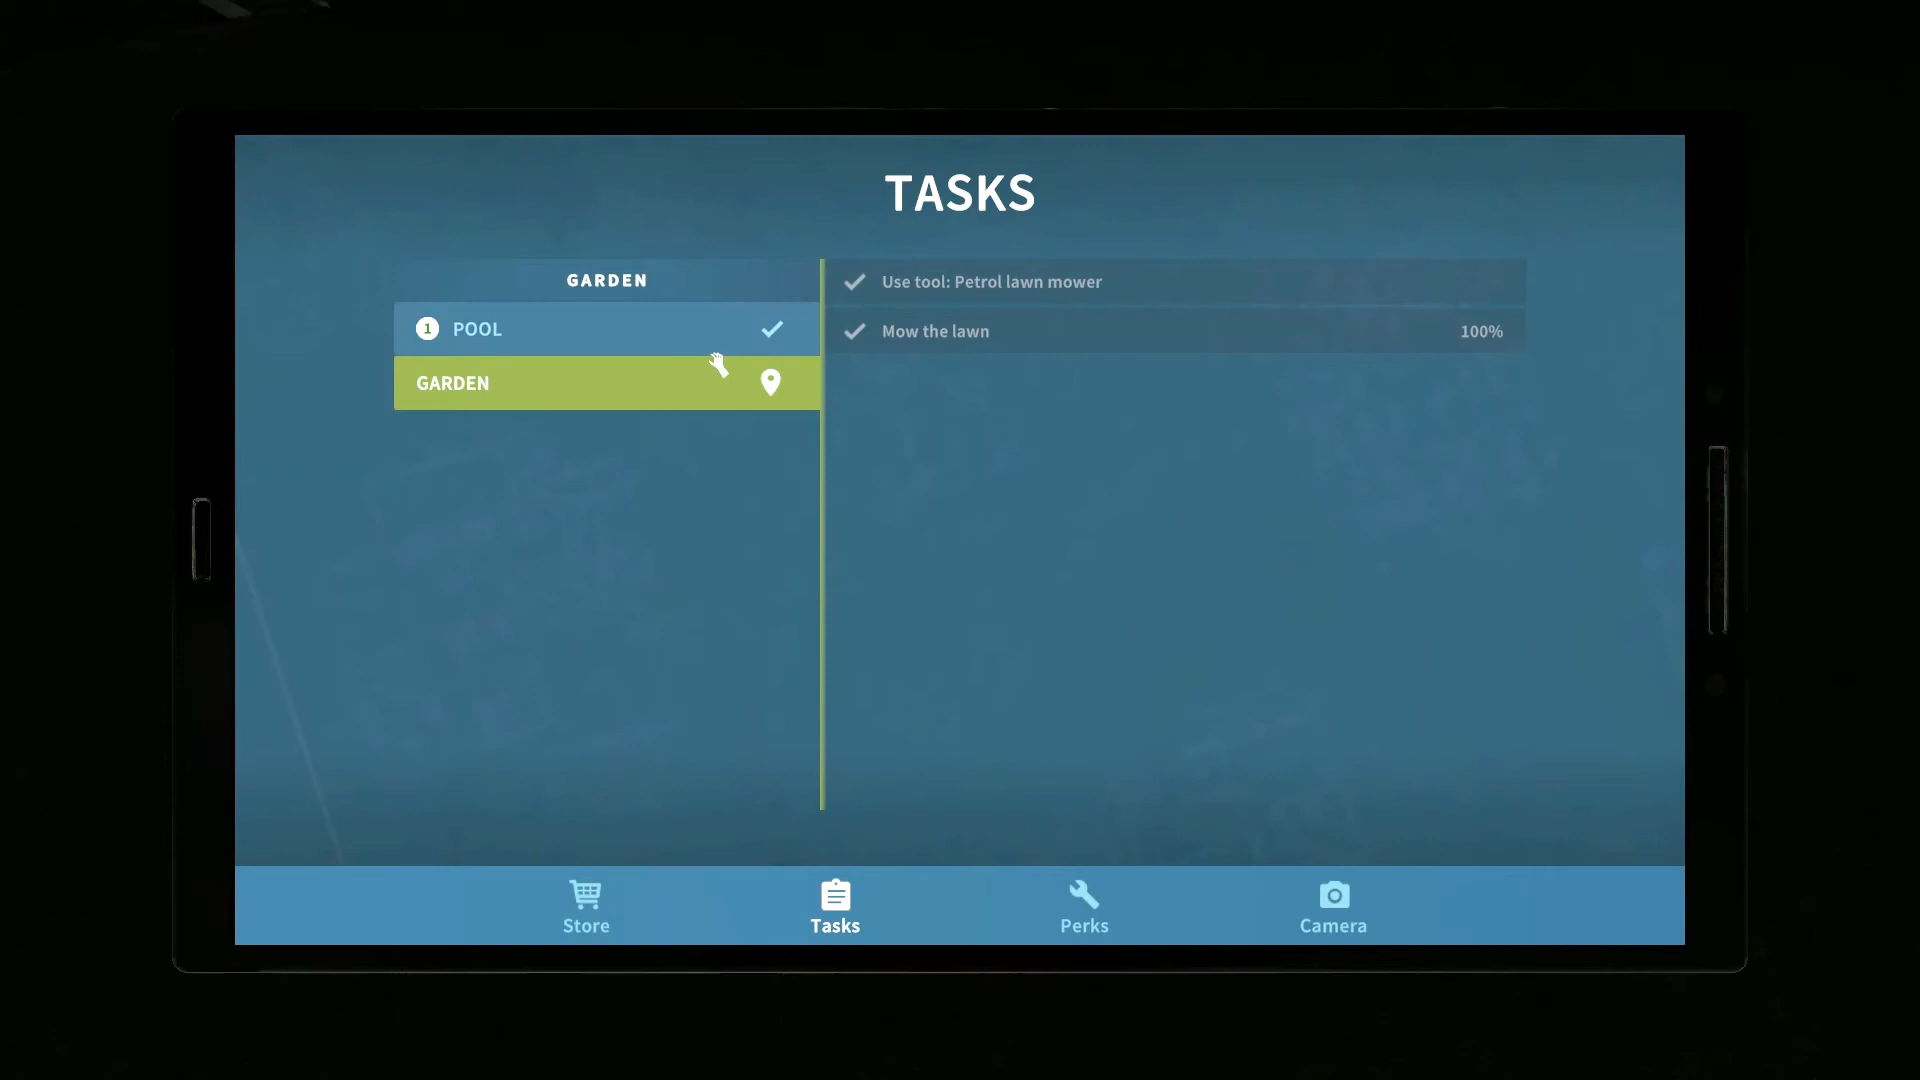 TASKS
GARDEN
1 POOL
GARDEN
Use tool: Petrol lawn mower
Mow the lawn 100%
Store
Tasks
Perks
Camera